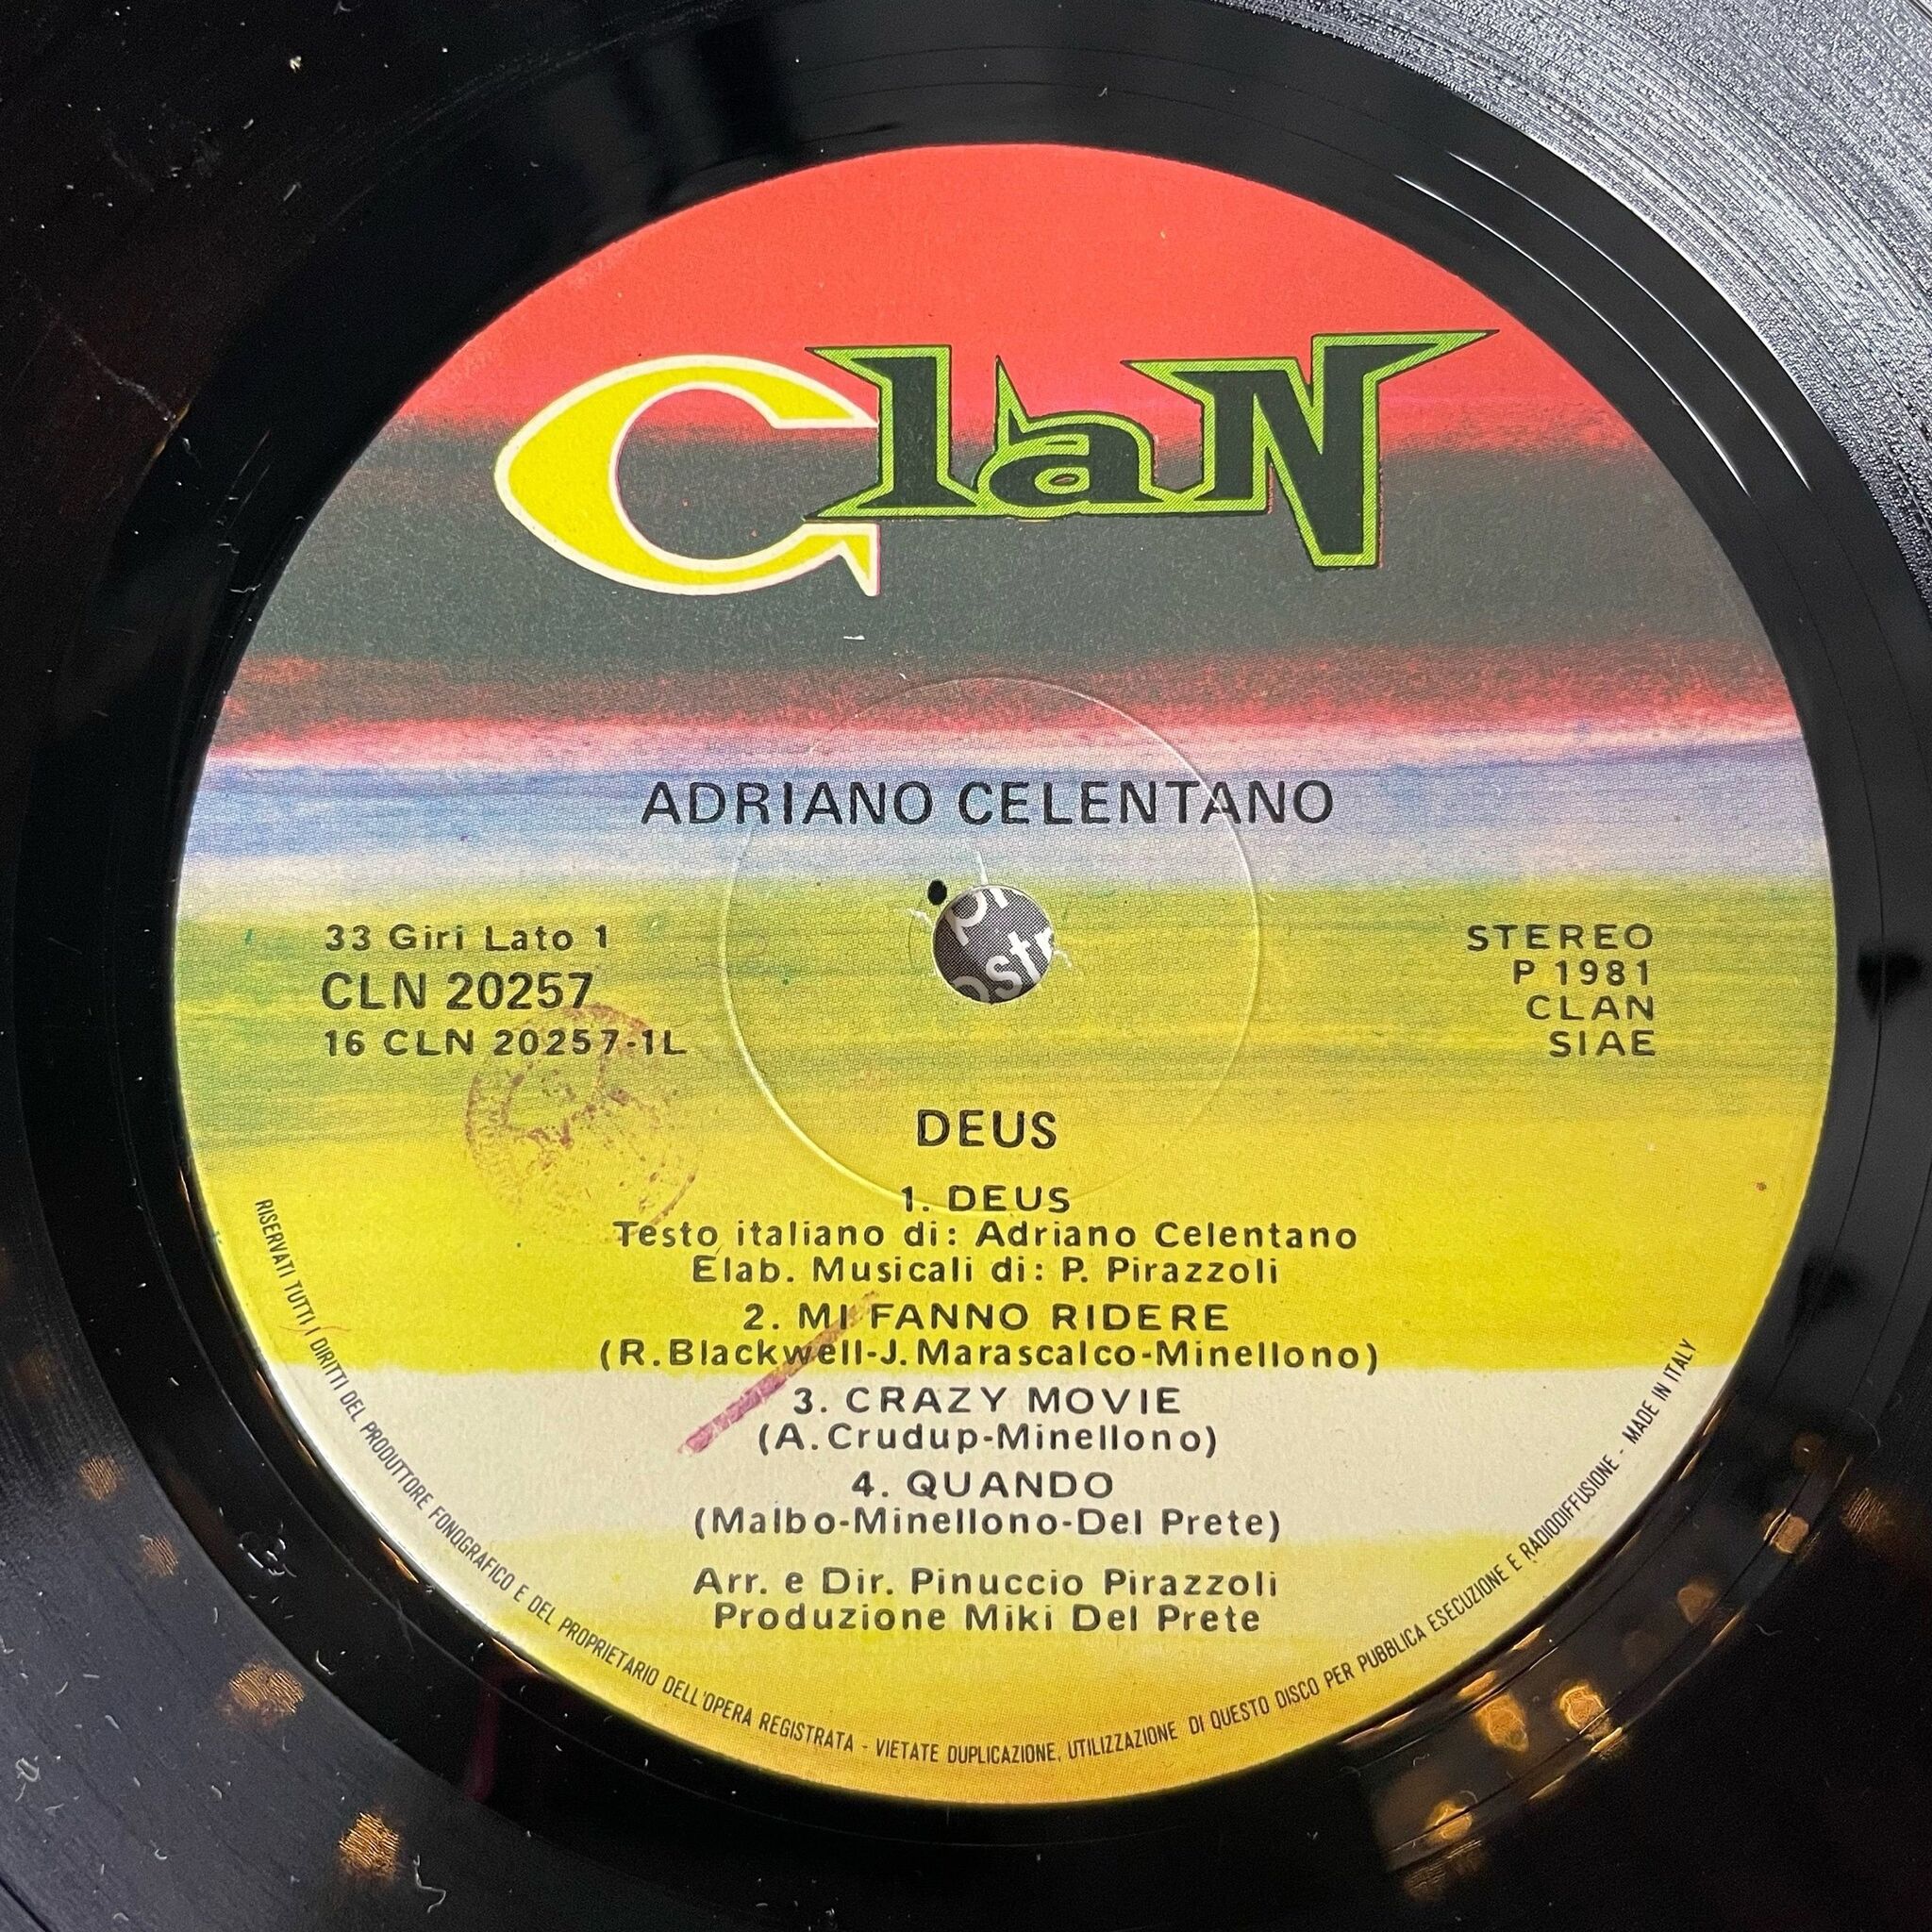 ClaN
ADRIANO CELENTANO
33 Giri Lato 1
CLN 20257
16 CLN 20257-1L
STEREO
P 1981
CLAN
SIAE
DEUS
1. DEUS
Testo italiano di: Adriano Celentano
Elab. Musicali di: P. Pirazzoli
2. MI FANNO RIDERE
(R.Blackwell-J.Marascalco-Minellono)
3. CRAZY MOVIE
(A.Crudup-Minellono)
4. QUANDO
(Malbo-Minellono-Del Prete)
Arr. e Dir. Pinuccio Pirazzoli
Produzione Miki Del Prete
RISERVATI TUTTI I DIRITTI DEL PRODUTTORE FONOGRAFICO E DEL PROPRIETARIO DELL'OPERA REGISTRATA - VIETATE DUPLICAZIONE, UTILIZZAZIONE DI QUESTO DISCO PER PUBBLICA ESECUZIONE E RADIODIFFUSIONE - MADE IN ITALY